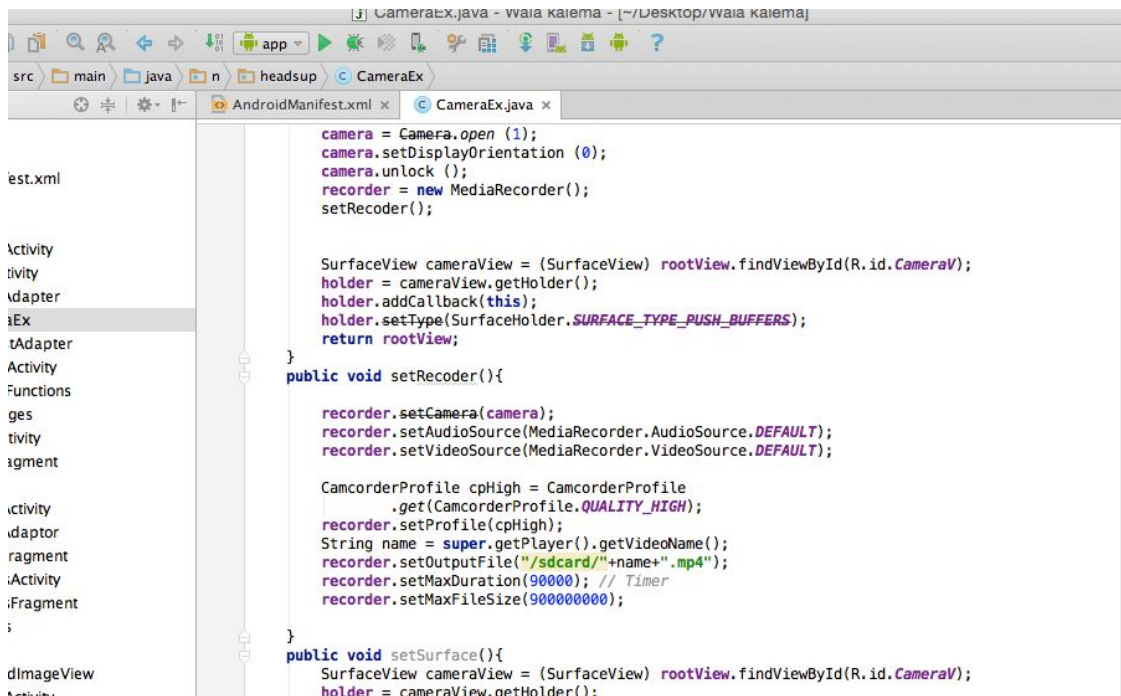 CameraEx.java - Wala kalema - [~/Desktop/Wala kalema]
app
?
src main java n headsup CameraEx
AndroidManifest.xml CameraEx.java
est.xml
Activity
tivity
Adapter
aEx
tAdapter
Activity
Functions
ges
tivity
agment
Activity
Adaptor
ragment
sActivity
sFragment
s
dImageView
Activity
camera = Camera.open (1);
camera.setDisplayOrientation (0);
camera.unlock ();
recorder = new MediaRecorder();
setRecoder();
SurfaceView cameraView = (SurfaceView) rootView.findViewById(R.id.CameraV);
holder = cameraView.getHolder();
holder.addCallback(this);
holder.setType(SurfaceHolder.SURFACE_TYPE_PUSH_BUFFERS);
return rootView;
}
public void setRecoder(){
recorder.setCamera(camera);
recorder.setAudioSource(MediaRecorder.AudioSource.DEFAULT);
recorder.setVideoSource(MediaRecorder.VideoSource.DEFAULT);
CamcorderProfile cpHigh = CamcorderProfile
.get(CamcorderProfile.QUALITY_HIGH);
recorder.setProfile(cpHigh);
String name = super.getPlayer().getVideoName();
recorder.setOutputFile("/sdcard/"+name+".mp4");
recorder.setMaxDuration(90000); // Timer
recorder.setMaxFileSize(900000000);
}
public void setSurface(){
SurfaceView cameraView = (SurfaceView) rootView.findViewById(R.id.CameraV);
holder = cameraView.getHolder();